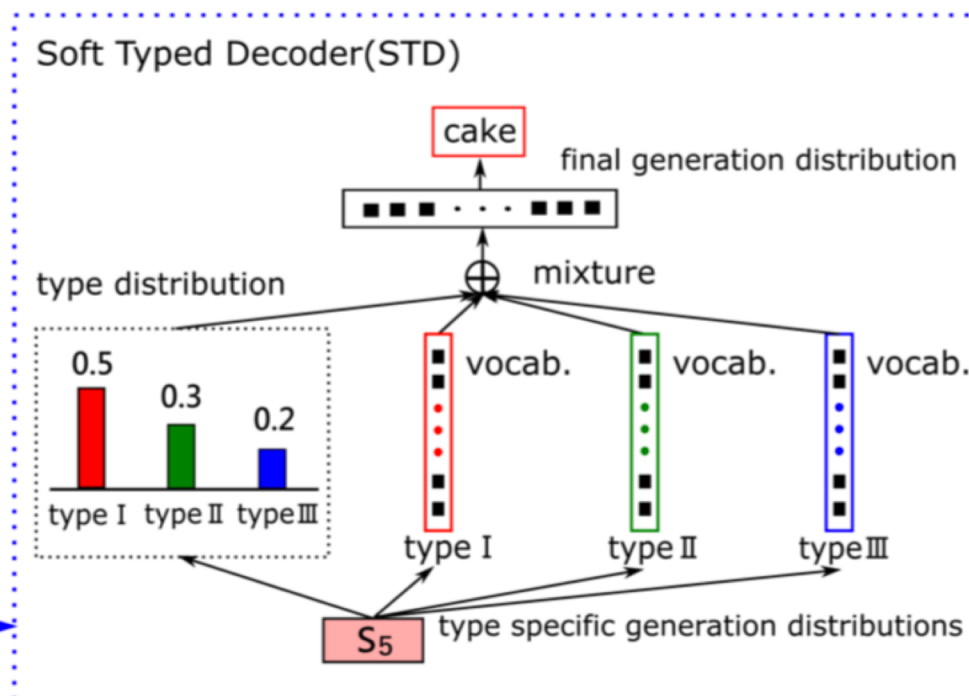 Soft Typed Decoder(STD)
cake
final generation distribution
type distribution
mixture
0.5
0.3
0.2
type Ⅰ type Ⅱ type Ⅲ
vocab. vocab. vocab.
type Ⅰ type Ⅱ type Ⅲ
S5
type specific generation distributions